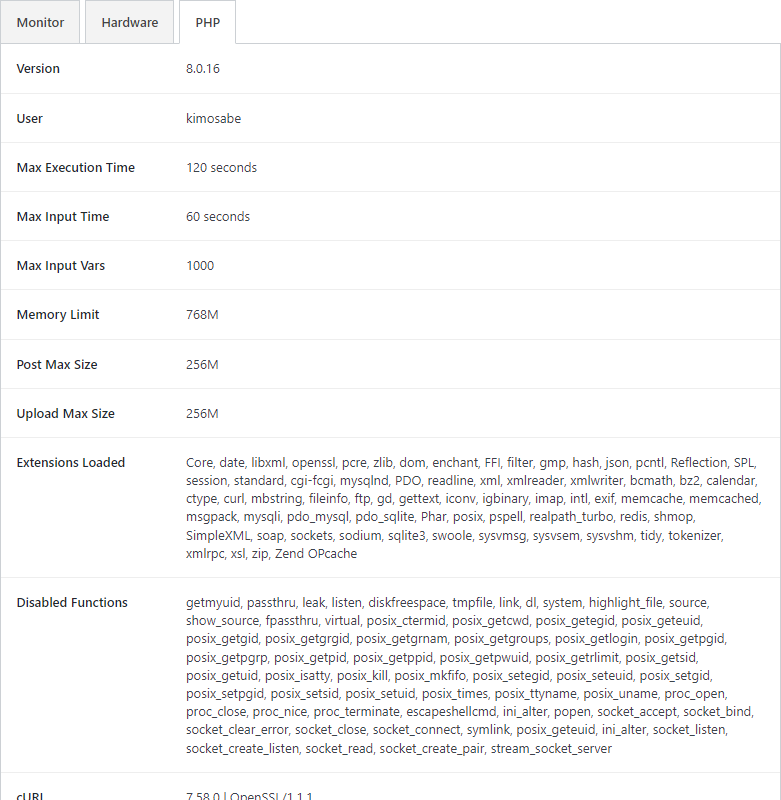 Monitor Hardware PHP
Version 8.0.16
User kimosabe
Max Execution Time 120 seconds
Max Input Time 60 seconds
Max Input Vars 1000
Memory Limit 768M
Post Max Size 256M
Upload Max Size 256M
Extensions Loaded Core, date, libxml, openssl, pcre, zlib, dom, enchant, FFI, filter, gmp, hash, json, pcntl, Reflection, SPL,
session, standard, cgi-fcgi, mysqlnd, PDO, readline, xml, xmlreader, xmlwriter, bcmath, bz2, calendar,
ctype, curl, mbstring, fileinfo, ftp, gd, gettext, iconv, igbinary, imap, intl, exif, memcache, memcached,
msgpack, mysqli, pdo_mysql, pdo_sqlite, Phar, posix, pspell, realpath_turbo, redis, shmop,
SimpleXML, soap, sockets, sodium, sqlite3, swoole, sysvmsg, sysvsem, sysvshm, tidy, tokenizer,
xmlrpc, xsl, zip, Zend OPcache
Disabled Functions getmyuid, passthru, leak, listen, diskfreespace, tmpfile, link, dl, system, highlight_file, source,
show_source, fpassthru, virtual, posix_ctermid, posix_getcwd, posix_getegid, posix_geteuid,
posix_getgid, posix_getgrgid, posix_getgrnam, posix_getgroups, posix_getlogin, posix_getpgid,
posix_getpgrp, posix_getpid, posix_getppid, posix_getpwuid, posix_getrlimit, posix_getsid,
posix_getuid, posix_isatty, posix_kill, posix_mkfifo, posix_setegid, posix_seteuid, posix_setgid,
posix_setpgid, posix_setsid, posix_setuid, posix_times, posix_ttyname, posix_uname, proc_open,
proc_close, proc_nice, proc_terminate, escapeshellcmd, ini_alter, popen, socket_accept, socket_bind,
socket_clear_error, socket_close, socket_connect, symlink, posix_geteuid, ini_alter, socket_listen,
socket_create_listen, socket_read, socket_create_pair, stream_socket_server
cURL 7.58.0 | OpenSSL/1.1.1